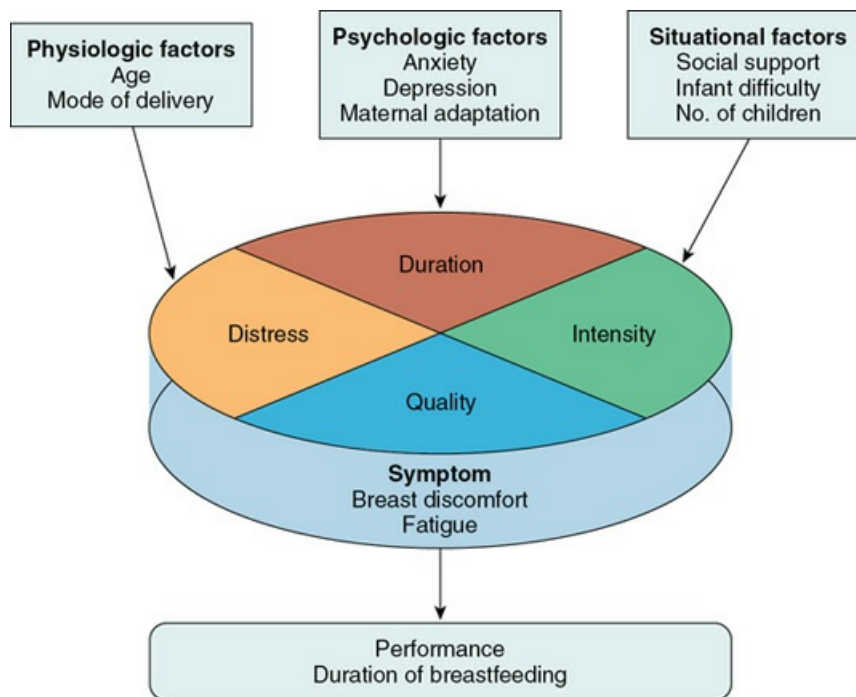 Physiologic factors
Age
Mode of delivery
Psychologic factors
Anxiety
Depression
Maternal adaptation
Situational factors
Social support
Infant difficulty
No. of children
Duration
Distress
Intensity
Quality
Symptom
Breast discomfort
Fatigue
Performance
Duration of breastfeeding